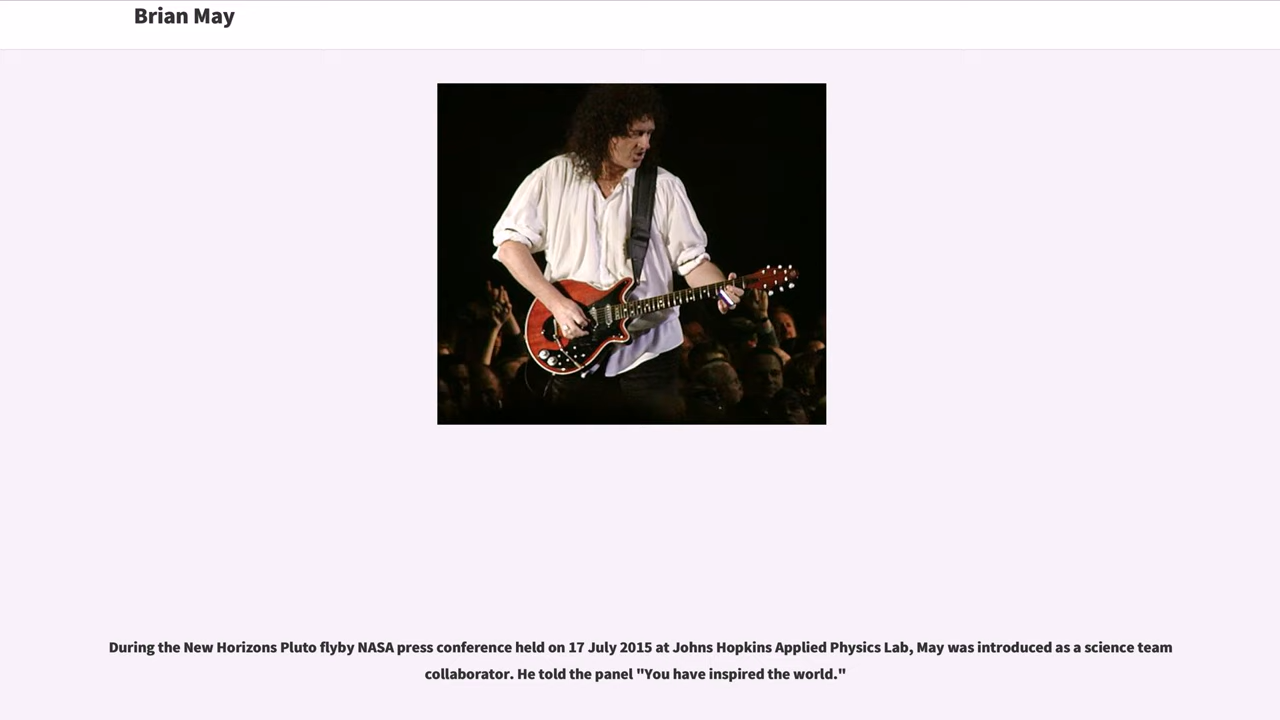 Brian May
During the New Horizons Pluto flyby NASA press conference held on 17 July 2015 at Johns Hopkins Applied Physics Lab, May was introduced as a science team
collaborator. He told the panel "You have inspired the world."